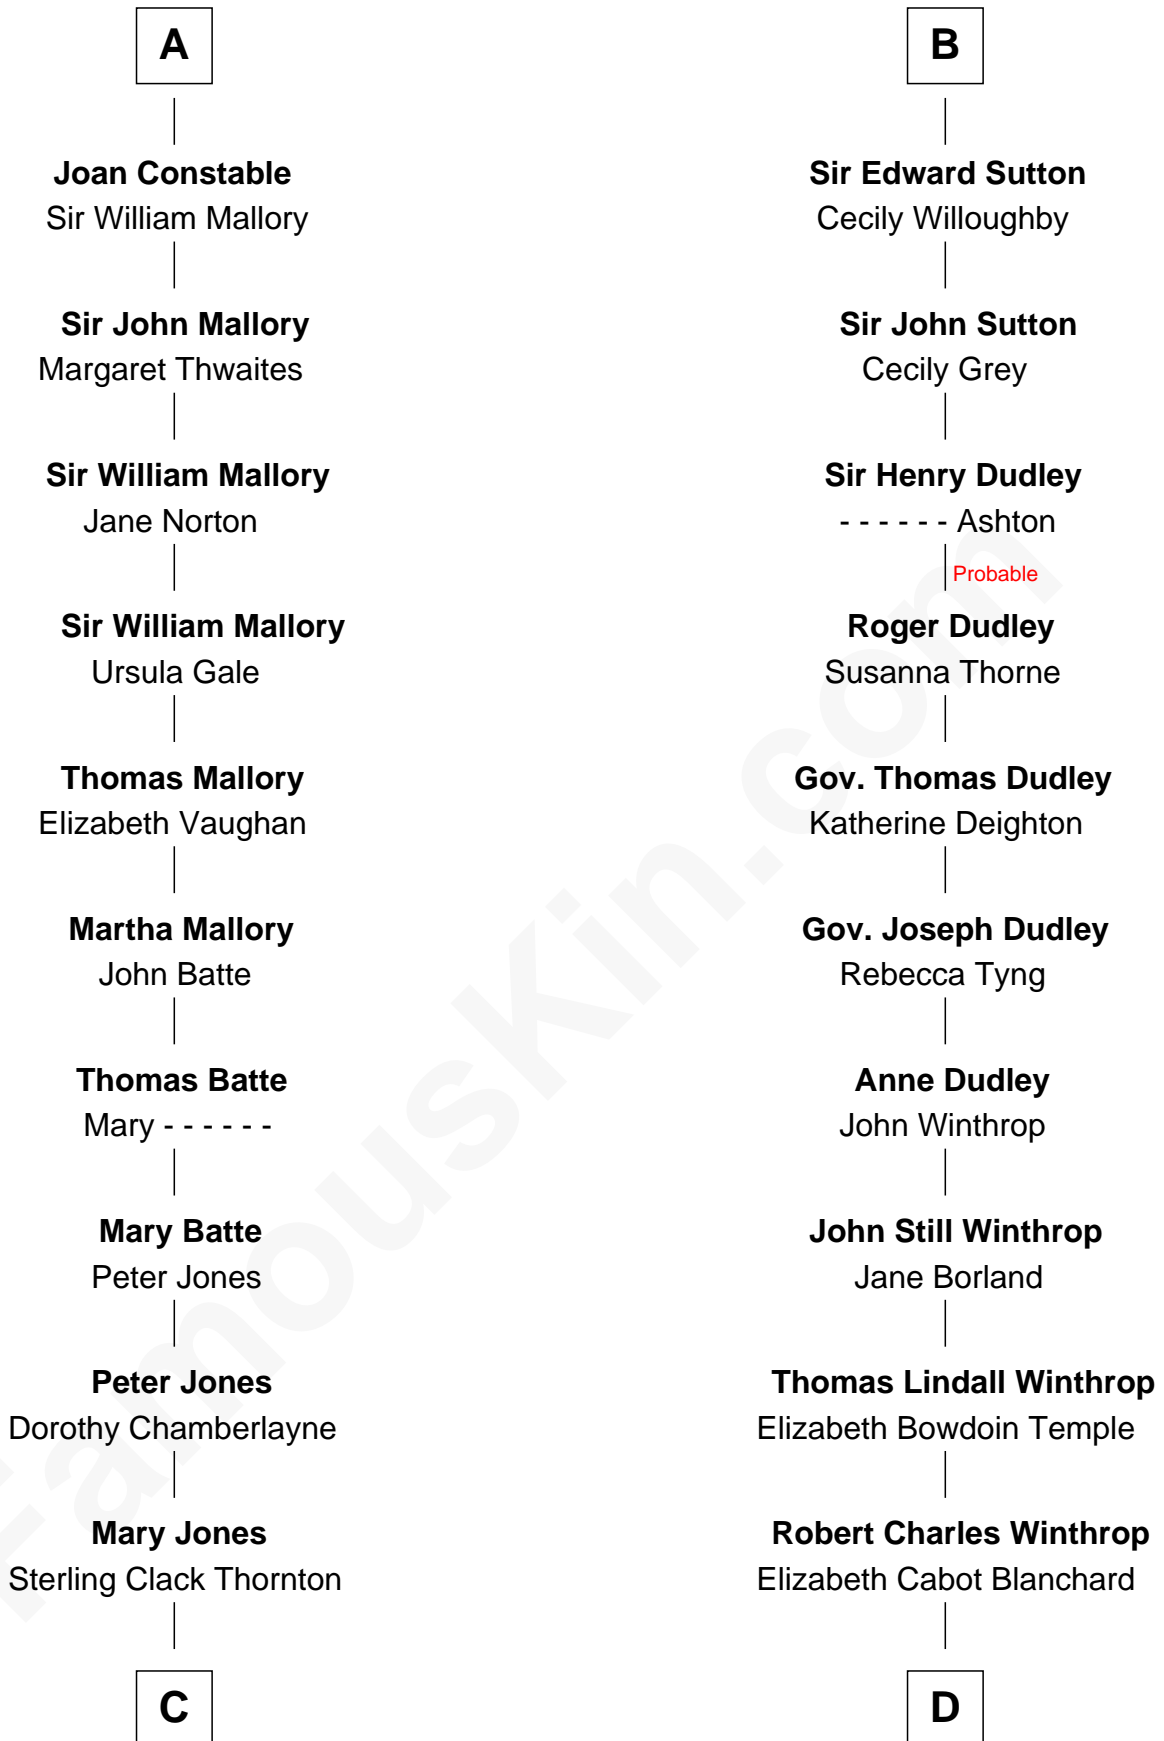 A
Joan Constable
Sir William Mallory
Sir John Mallory
Margaret Thwaites
Sir William Mallory
Jane Norton
Sir William Mallory
Ursula Gale
Thomas Mallory
Elizabeth Vaughan
Martha Mallory
John Batte
Thomas Batte
Mary - - - - - -
Mary Batte
Peter Jones
Peter Jones
Dorothy Chamberlayne
Mary Jones
Sterling Clack Thornton
C
B
Sir Edward Sutton
Cecily Willoughby
Sir John Sutton
Cecily Grey
Sir Henry Dudley
- - - - - - Ashton
Probable
Roger Dudley
Susanna Thorne
Gov. Thomas Dudley
Katherine Deighton
Gov. Joseph Dudley
Rebecca Tyng
Anne Dudley
John Winthrop
John Still Winthrop
Jane Borland
Thomas Lindall Winthrop
Elizabeth Bowdoin Temple
Robert Charles Winthrop
Elizabeth Cabot Blanchard
D
FamousKin.com